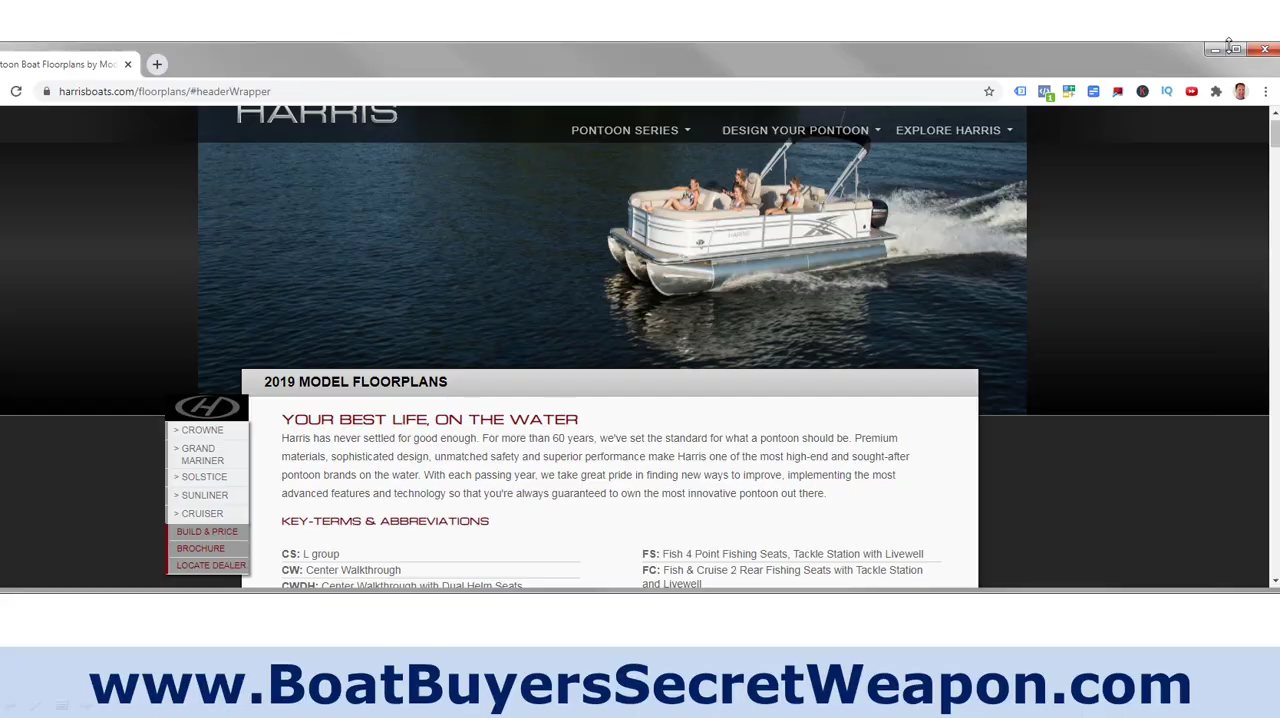 toon Boat Floorplans by Mo
harrisboats.com/floorplans/#headerWrapper
HARRIS
PONTOON SERIES
DESIGN YOUR PONTOON
EXPLORE HARRIS
2019 MODEL FLOORPLANS
> CROWNE
> GRAND
MARINER
> SOLSTICE
> SUNLINER
> CRUISER
BUILD & PRICE
BROCHURE
LOCATE DEALER
YOUR BEST LIFE, ON THE WATER
Harris has never settled for good enough. For more than 60 years, we've set the standard for what a pontoon should be. Premium
materials, sophisticated design, unmatched safety and superior performance make Harris one of the most high-end and sought-after
pontoon brands on the water. With each passing year, we take great pride in finding new ways to improve, implementing the most
advanced features and technology so that you're always guaranteed to own the most innovative pontoon out there.
KEY-TERMS & ABBREVIATIONS
CS: L group
CW: Center Walkthrough
CWDH: Center Walkthrough with Dual Helm Seats
FS: Fish 4 Point Fishing Seats, Tackle Station with Livewell
FC: Fish & Cruise 2 Rear Fishing Seats with Tackle Station
and Livewell
www.BoatBuyersSecretWeapon.com